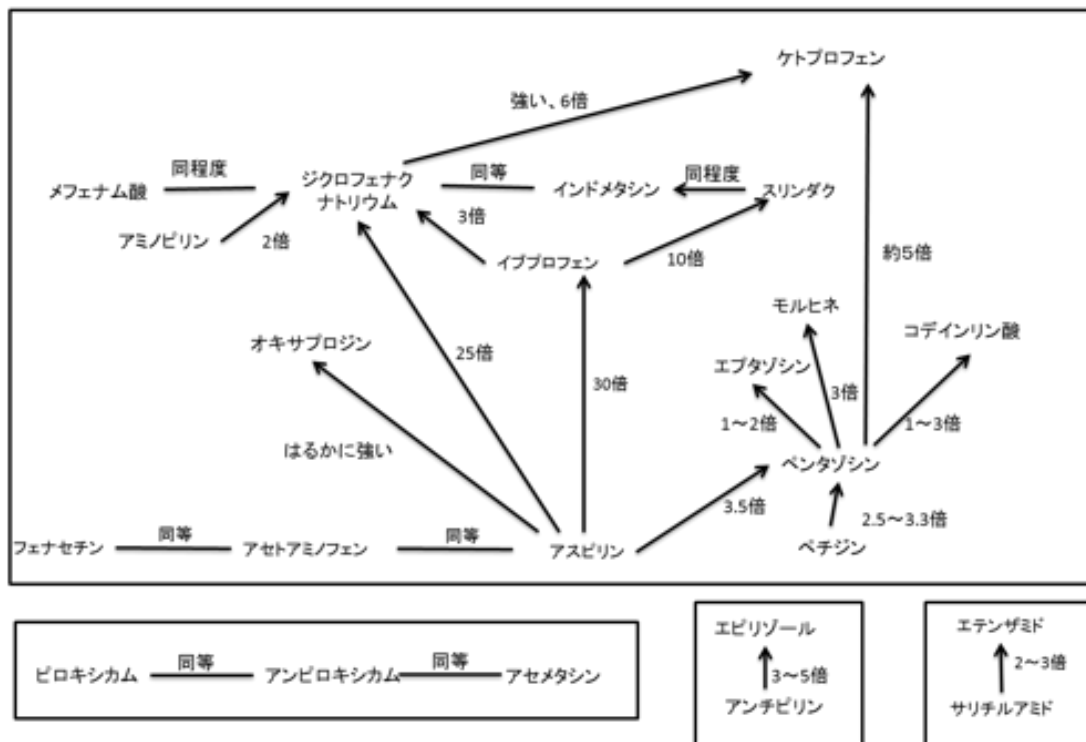 ケトプロフェン
強い、6倍
同程度
メフェナム酸
ジクロフェナク
ナトリウム
同等
インドメタシン
同程度
スリンダク
アミノピリン
2倍
3倍
イブプロフェン
10倍
約5倍
モルヒネ
コデインリン酸
オキサプロジン
25倍
エプタゾシン
30倍
3倍
1～2倍
1～3倍
はるかに強い
ペンタゾシン
3.5倍
2.5～3.3倍
フェナセチン
同等
アセトアミノフェン
同等
アスピリン
ペチジン
ピロキシカム
同等
アンピロキシカム
同等
アセメタシン
エピリゾール
3～5倍
アンチピリン
エテンザミド
2～3倍
サリチルアミド